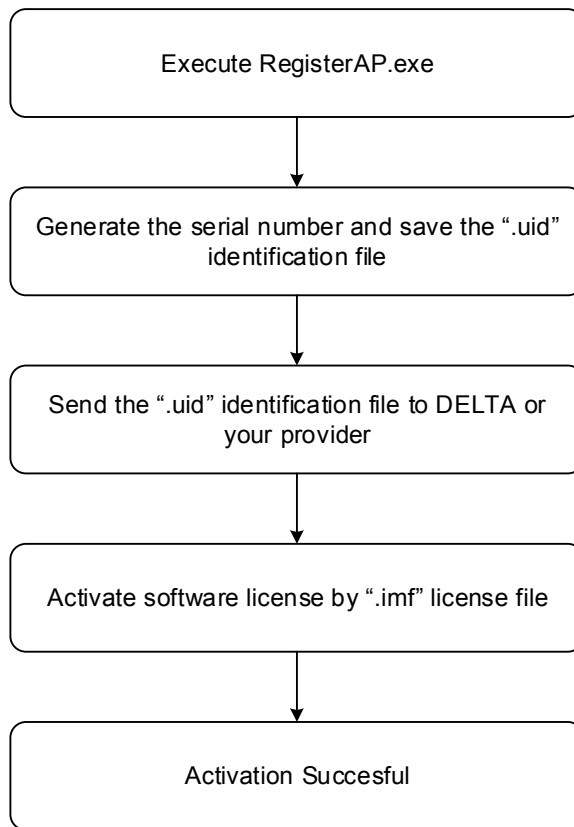 Execute RegisterAP.exe
Generate the serial number and save the “.uid”
identification file
Send the “.uid” identification file to DELTA or
your provider
Activate software license by “.imf” license file
Activation Succesful